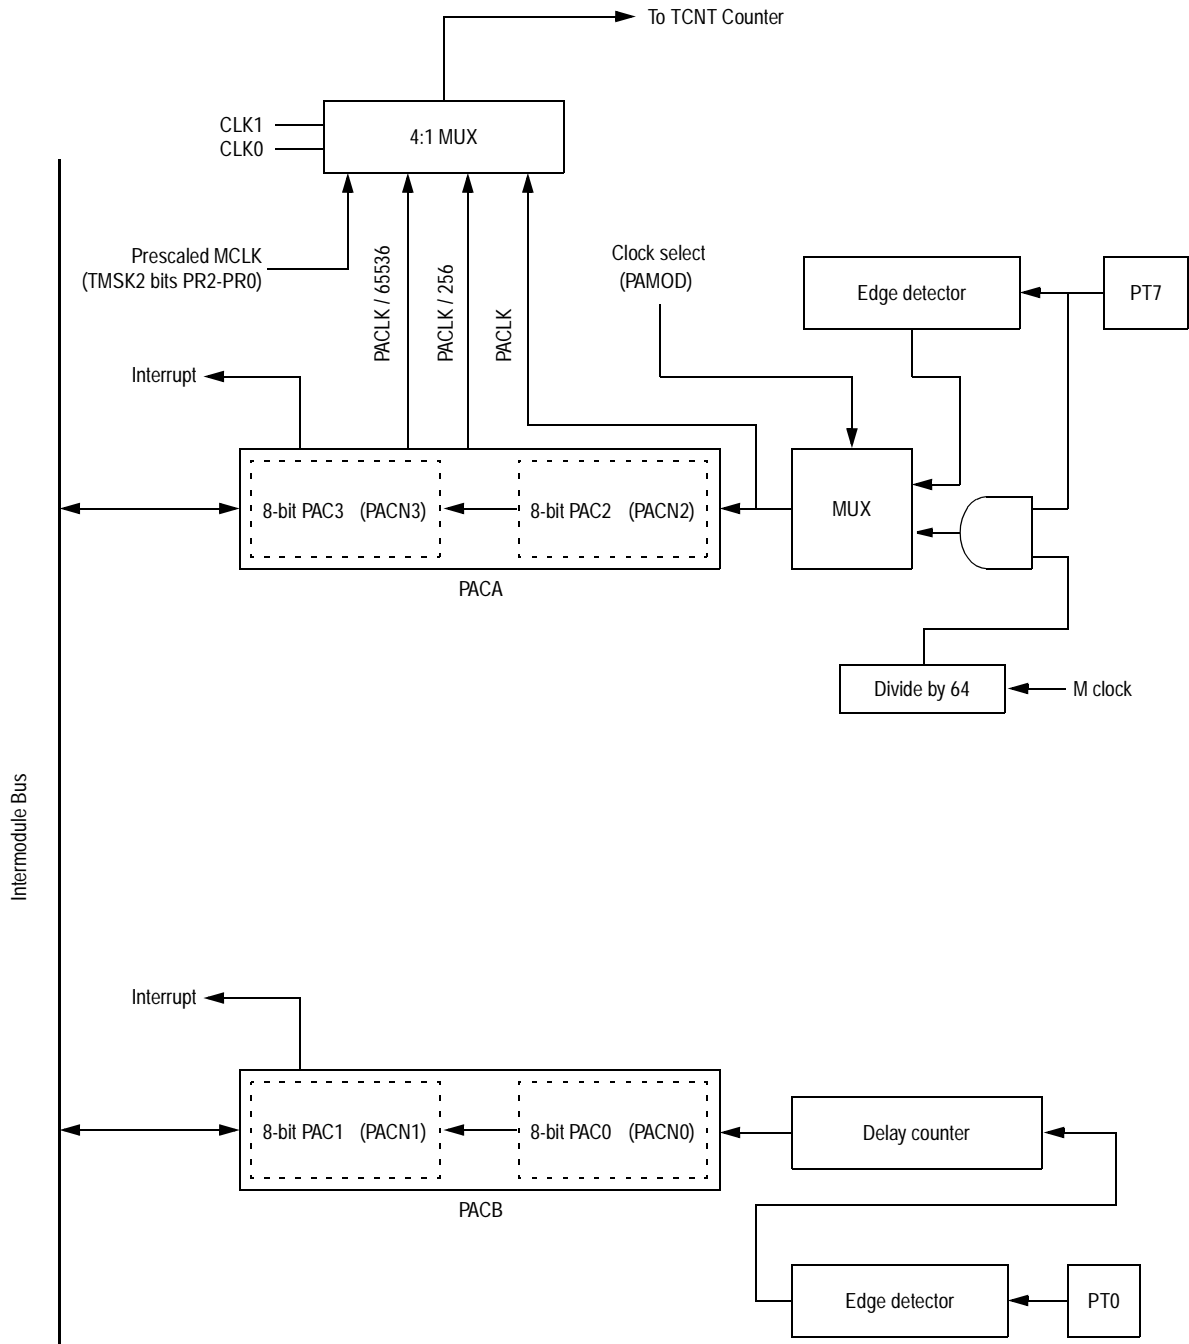 To TCNT Counter
CLK1
CLK0
4:1 MUX
Prescaled MCLK
(TMSK2 bits PR2-PR0)
PACLK / 65536
PACLK / 256
PACLK
Clock select
(PAMOD)
Edge detector
PT7
Interrupt
8-bit PAC3 (PACN3)
8-bit PAC2 (PACN2)
MUX
PACA
Divide by 64
M clock
Intermodule Bus
Interrupt
8-bit PAC1 (PACN1)
8-bit PAC0 (PACN0)
Delay counter
PACB
Edge detector
PT0